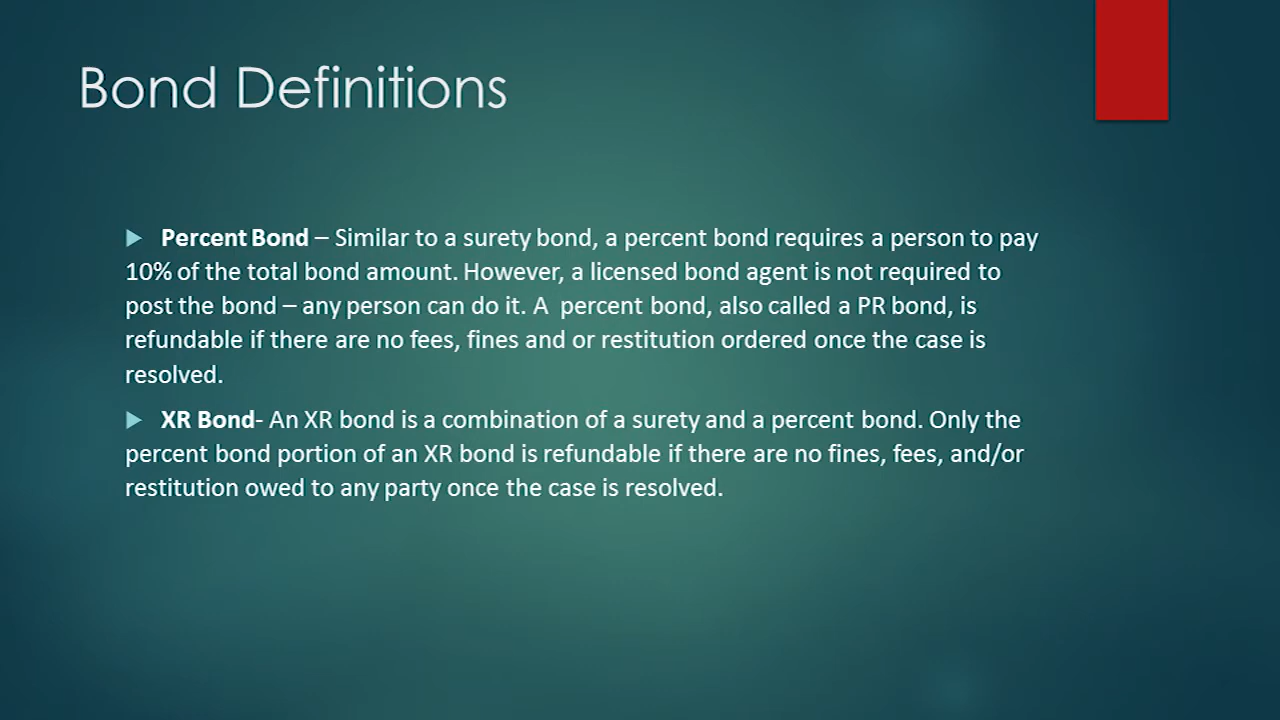 Bond Definitions
Percent Bond – Similar to a surety bond, a percent bond requires a person to pay
10% of the total bond amount. However, a licensed bond agent is not required to
post the bond – any person can do it. A  percent bond, also called a PR bond, is
refundable if there are no fees, fines and or restitution ordered once the case is
resolved.
XR Bond- An XR bond is a combination of a surety and a percent bond. Only the
percent bond portion of an XR bond is refundable if there are no fines, fees, and/or
restitution owed to any party once the case is resolved.